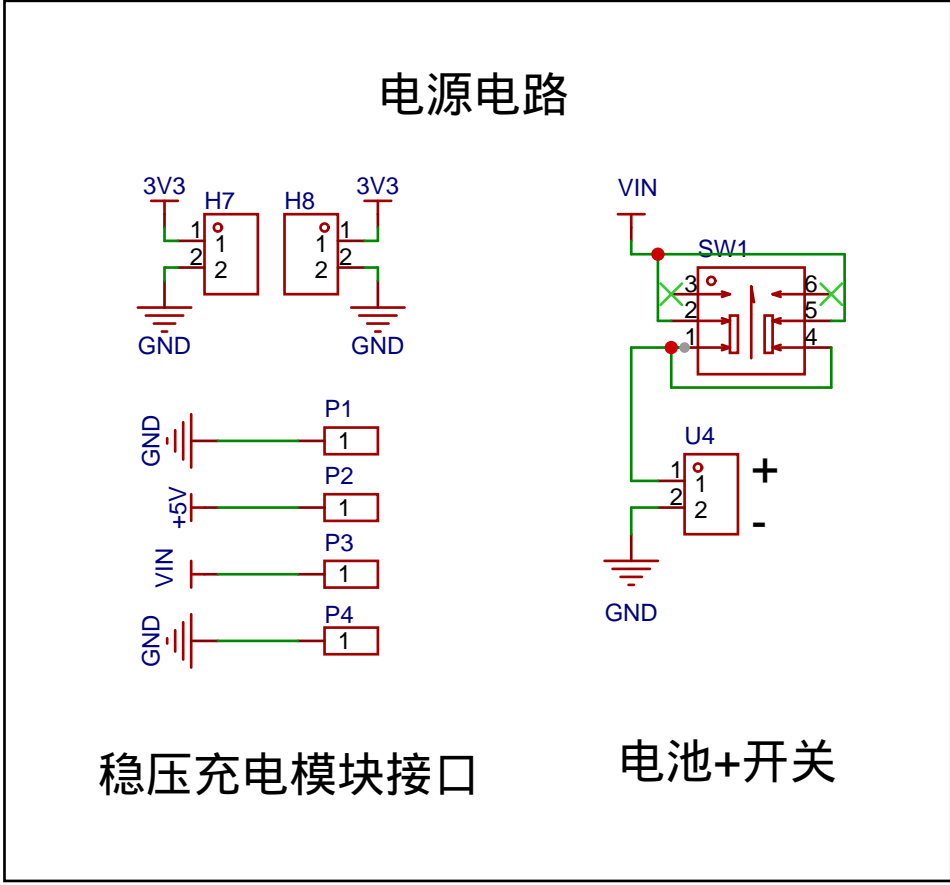 电源电路
3V3 H7 H8 3V3
1 1 1 1
2 2 2 2
GND GND
GND P1
1
+5V P2
1
VIN P3
1
GND P4
1
稳压充电模块接口
VIN
SW1
3 6
2 5
1 4
U4
1 1 +
2 2 -
GND
电池+开关